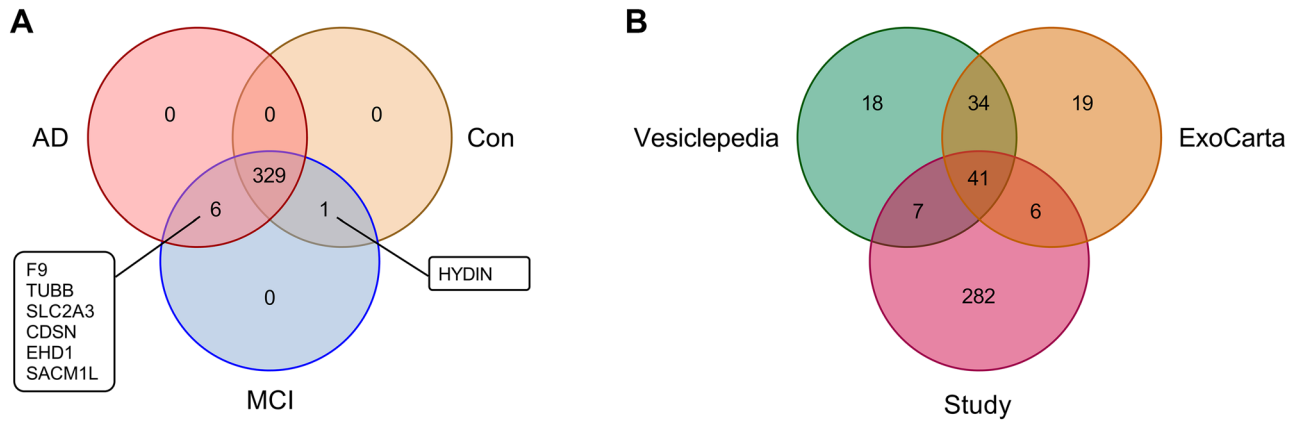 A
AD
Con
0
0
0
329
6
1
0
F9
TUBB
SLC2A3
CDSN
EHD1
SACM1L
HYDIN
MCI
B
Vesiclepedia
ExoCarta
18
34
19
41
7
6
282
Study